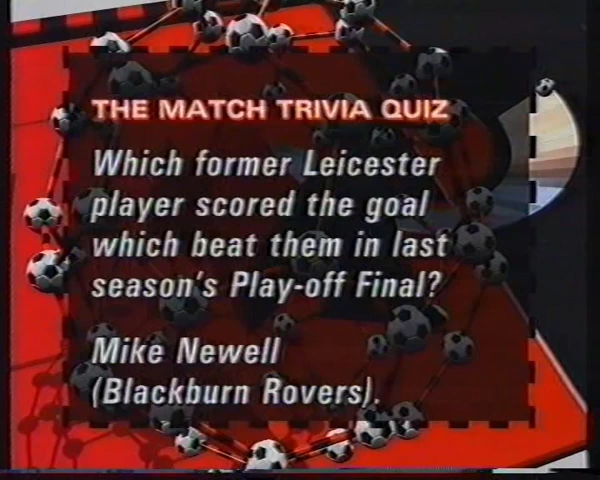 THE MATCH TRIVIA QUIZ
Which former Leicester
player scored the goal
which beat them in last
season's Play-off Final?
Mike Newell
(Blackburn Rovers).